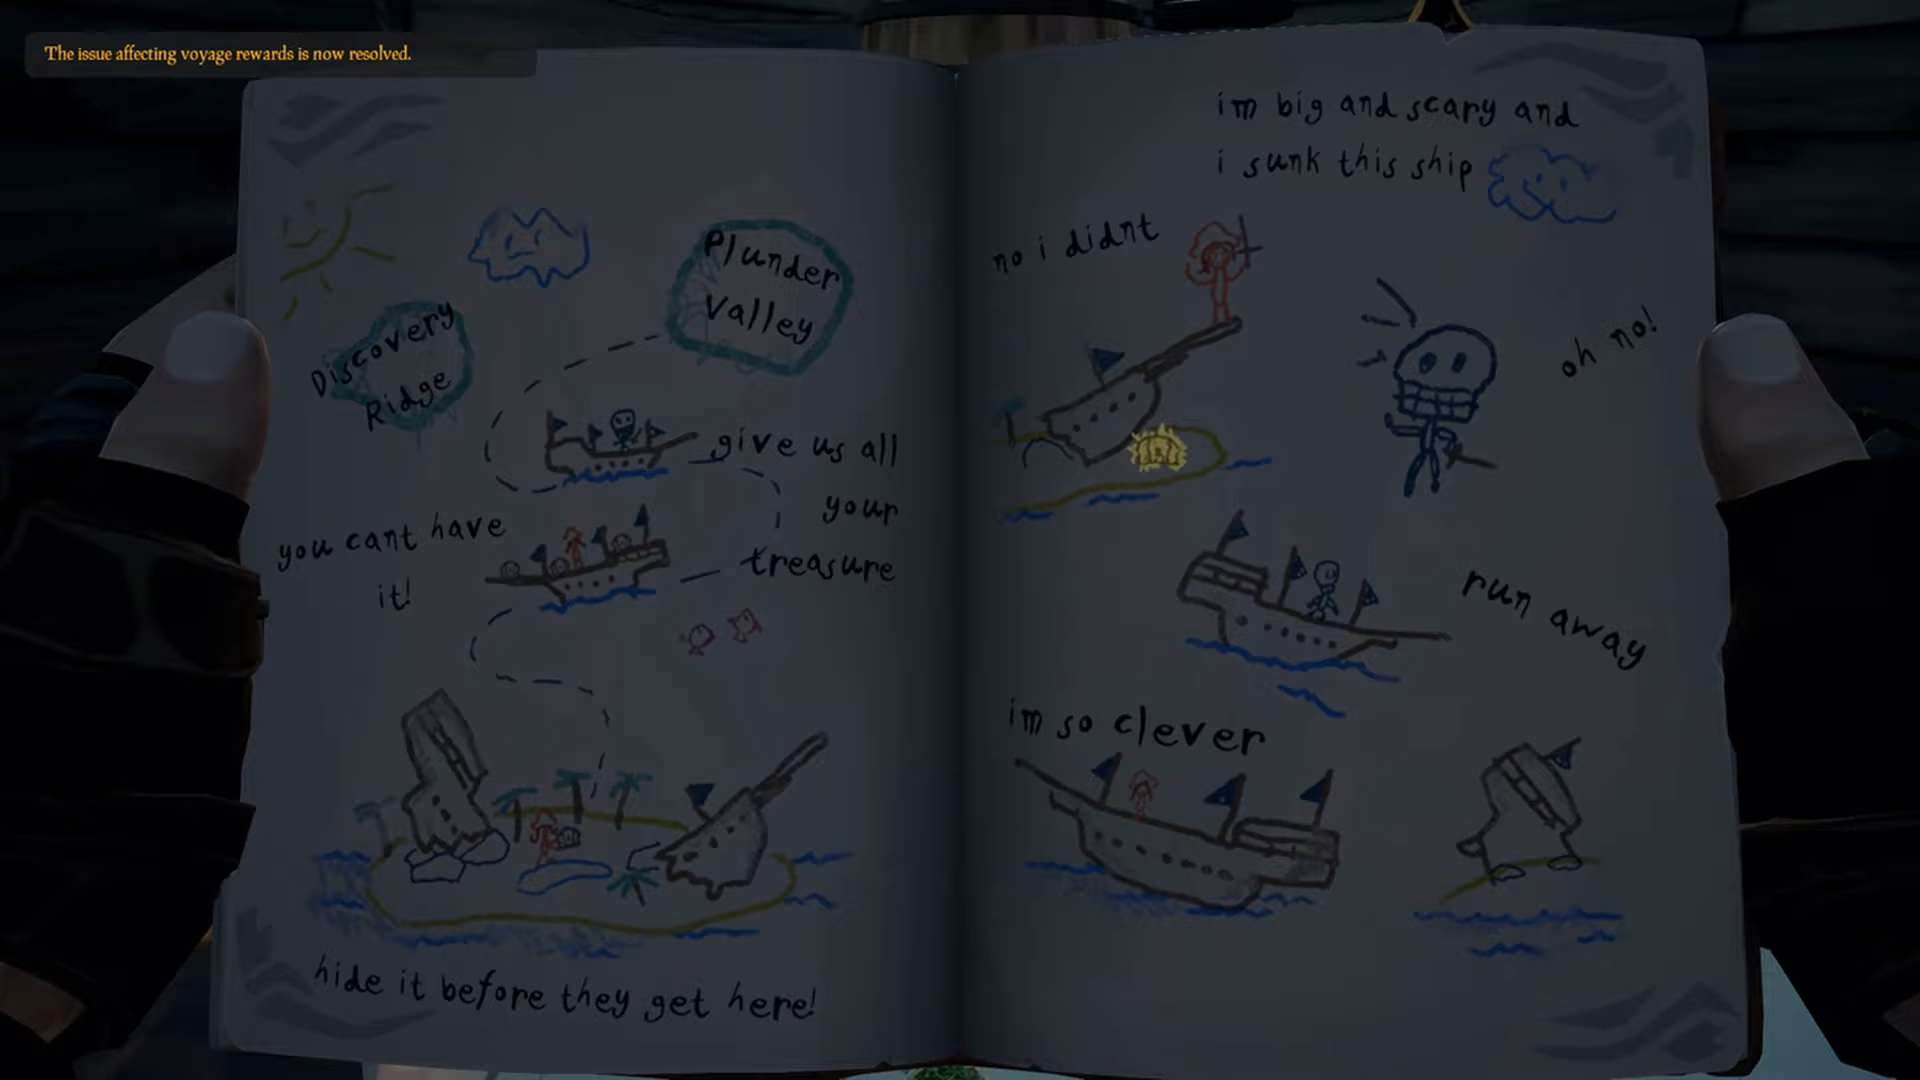 The issue affecting voyage rewards is now resolved.
Plunder
Valley
Discovery
Ridge
give us all
your
treasure
you cant have
it!
hide it before they get here!
im big and scary and
i sunk this ship
no i didnt
oh no!
run away
im so clever